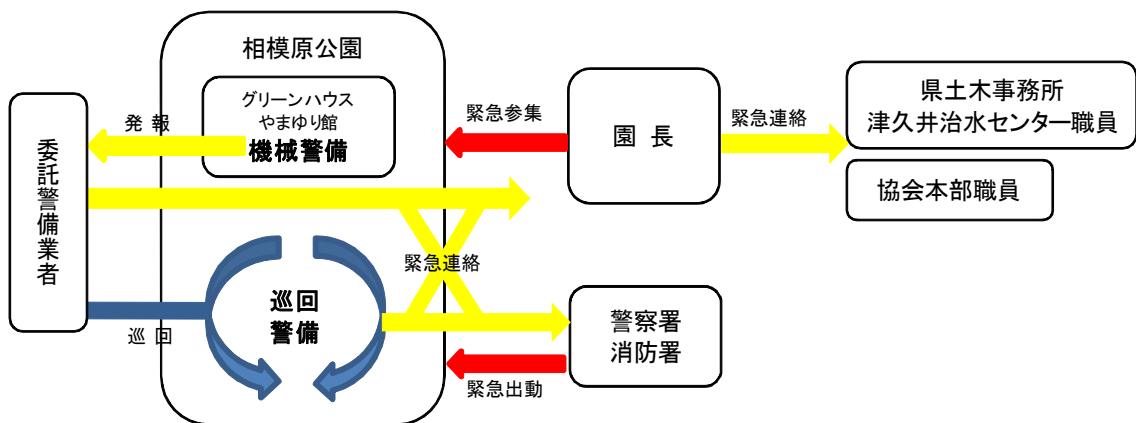 相模原公園
グリーンハウス
やまゆり館
機械警備
発 報
委託警備業者
緊急参集
園 長
緊急連絡
県土木事務所
津久井治水センター職員
協会本部職員
緊急連絡
巡回
警備
巡 回
警察署
消防署
緊急出動